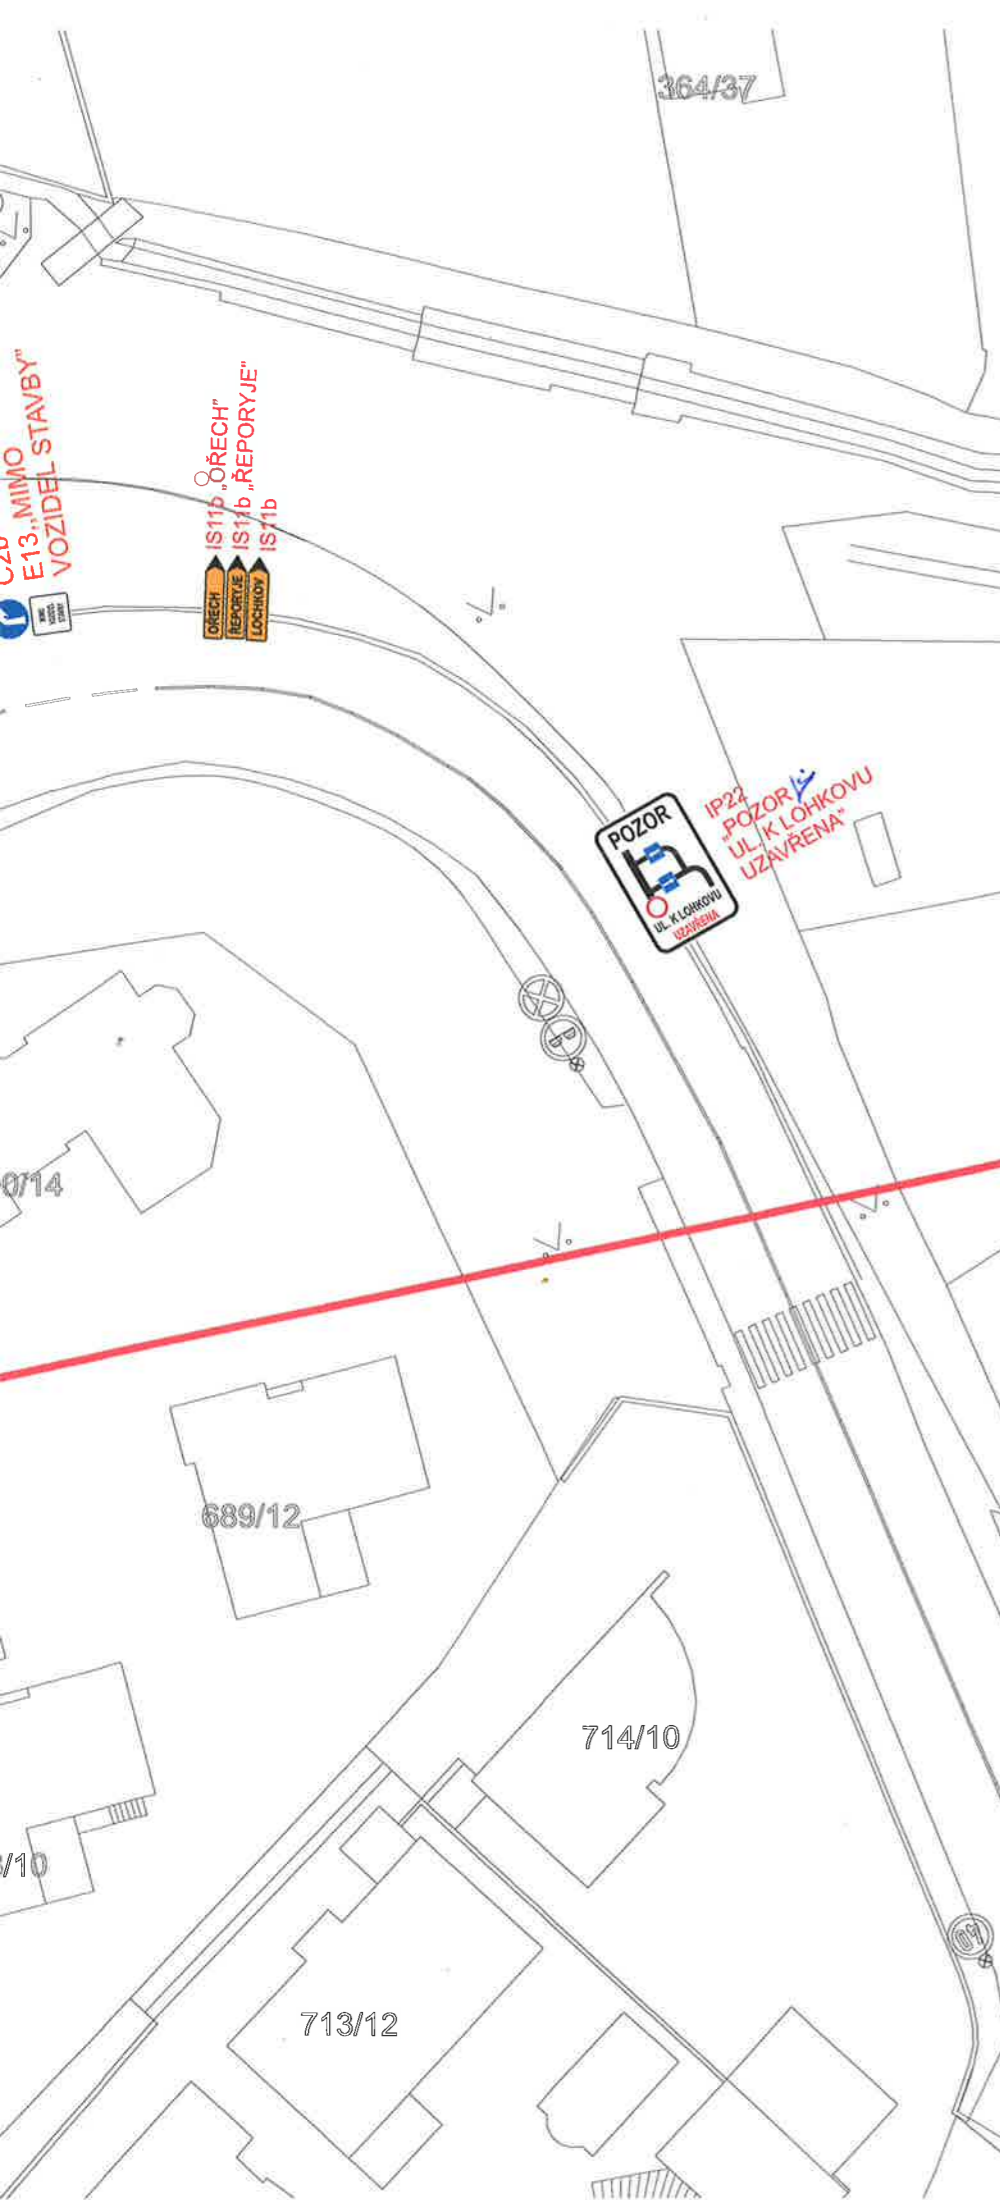 364/37
C2b
E13„MIMO
VOZIDEL STAVBY"
IS11b „OŘECH"
IS11b „ŘEPORYJE"
IS11b
OŘECH
ŘEPORYJE
LOCHKOV
POZOR
UL. K LOHKOVU
UZAVŘENA
IP22
„POZOR
UL. K LOHKOVU
UZAVŘENA"
0/14
689/12
714/10
/10
713/12
40